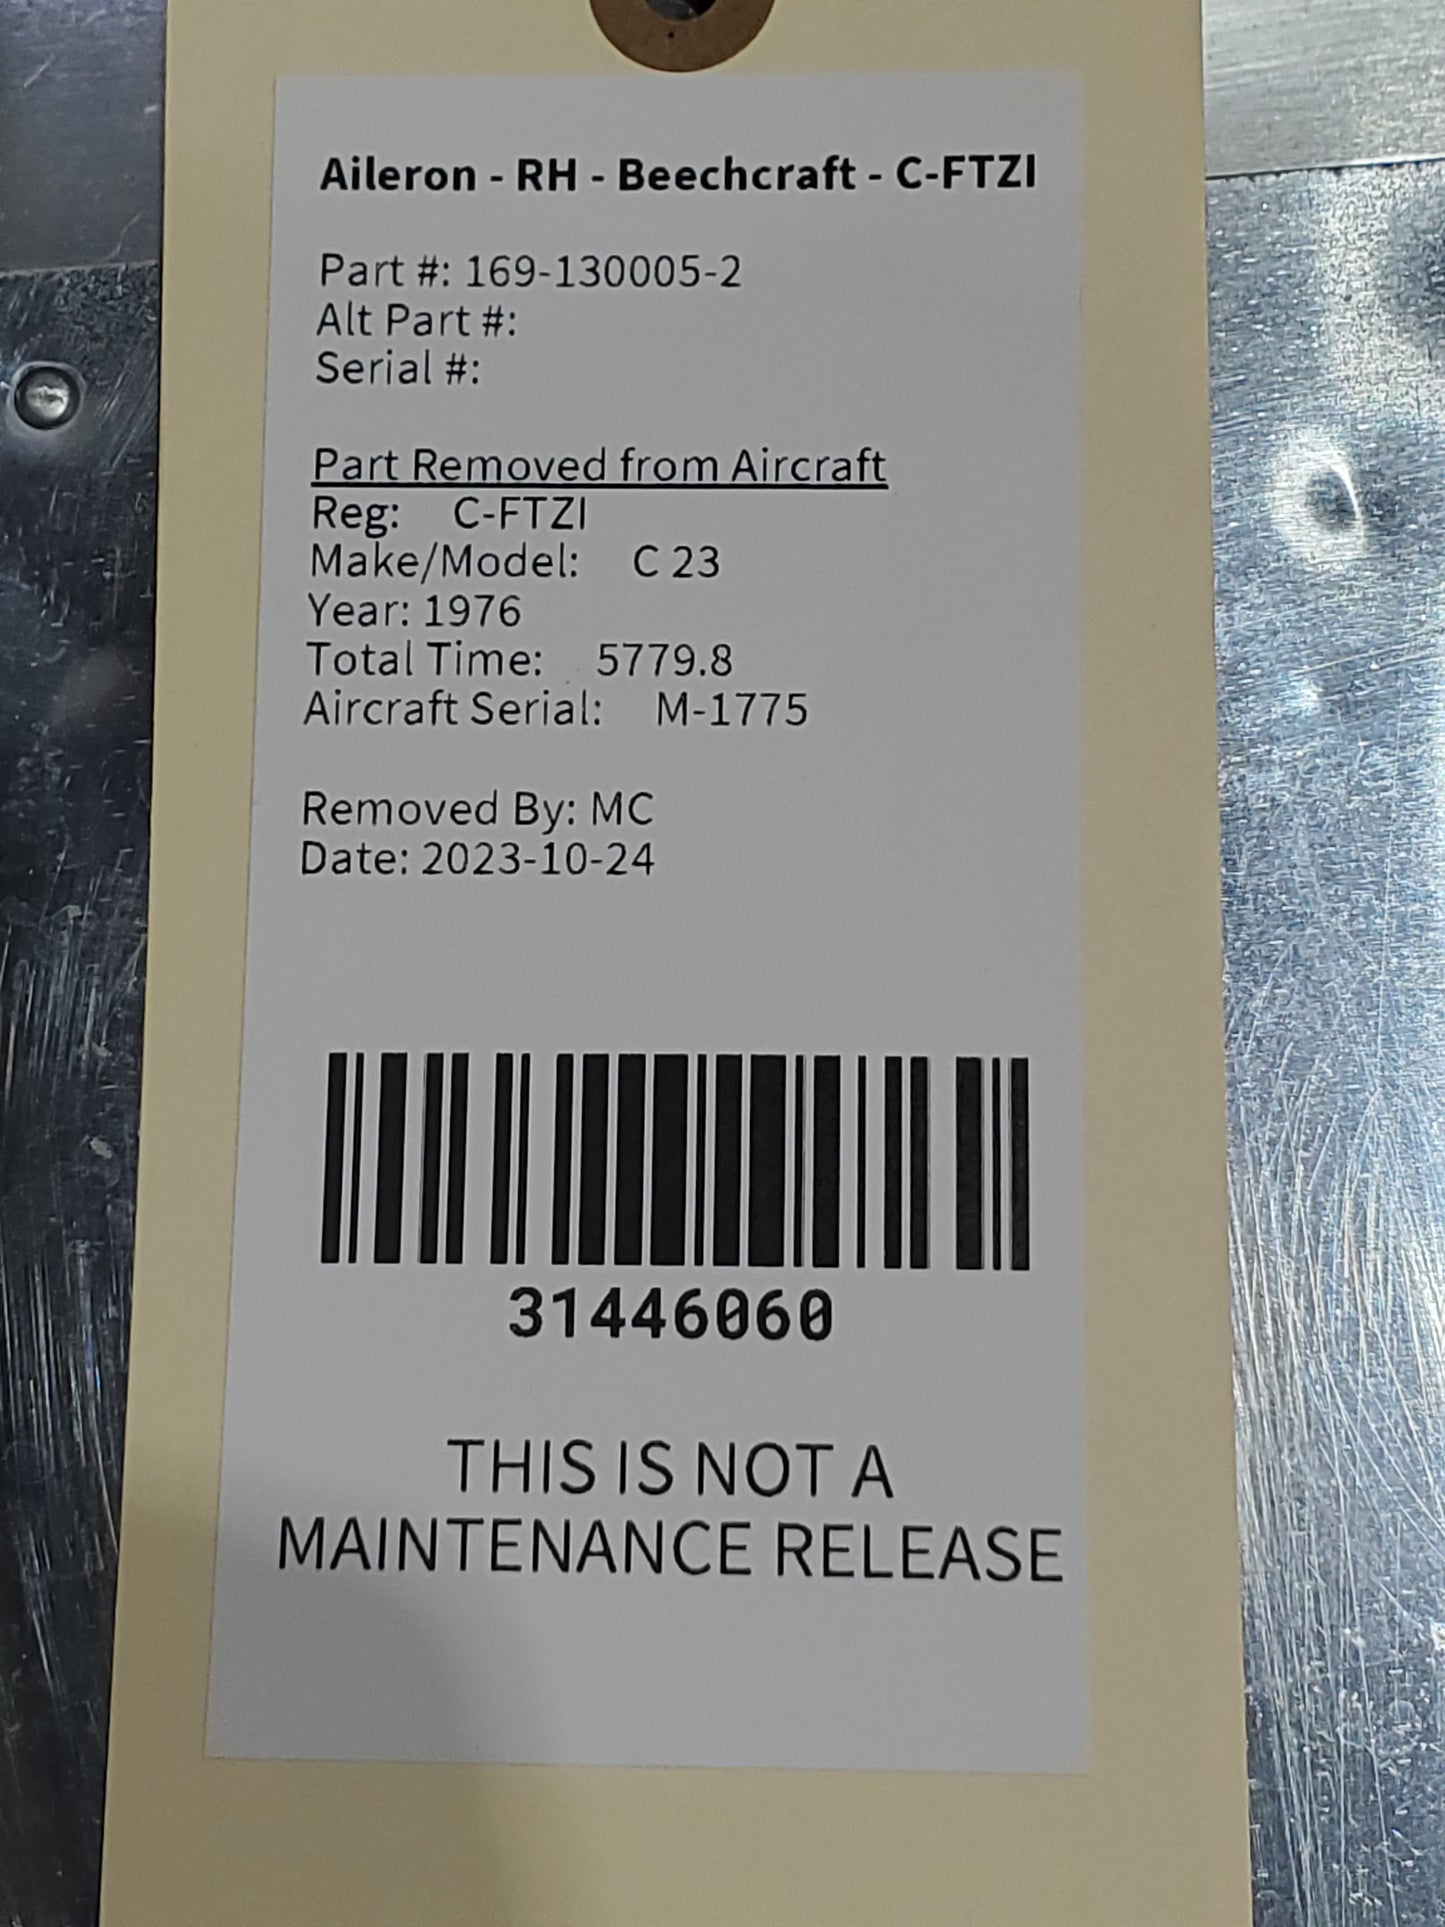 Aileron - RH - Beechcraft - C-FTZI
Part #: 169-130005-2
Alt Part #:
Serial #:
Part Removed from Aircraft
Reg: C-FTZI
Make/Model: C 23
Year: 1976
Total Time: 5779.8
Aircraft Serial: M-1775
Removed By: MC
Date: 2023-10-24
31446060
THIS IS NOT A
MAINTENANCE RELEASE